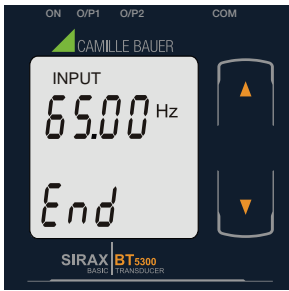 ON O/P1 O/P2 COM
CAMILLE BAUER
INPUT
65.00 Hz
End
SIRAX BT5300
BASIC TRANSDUCER